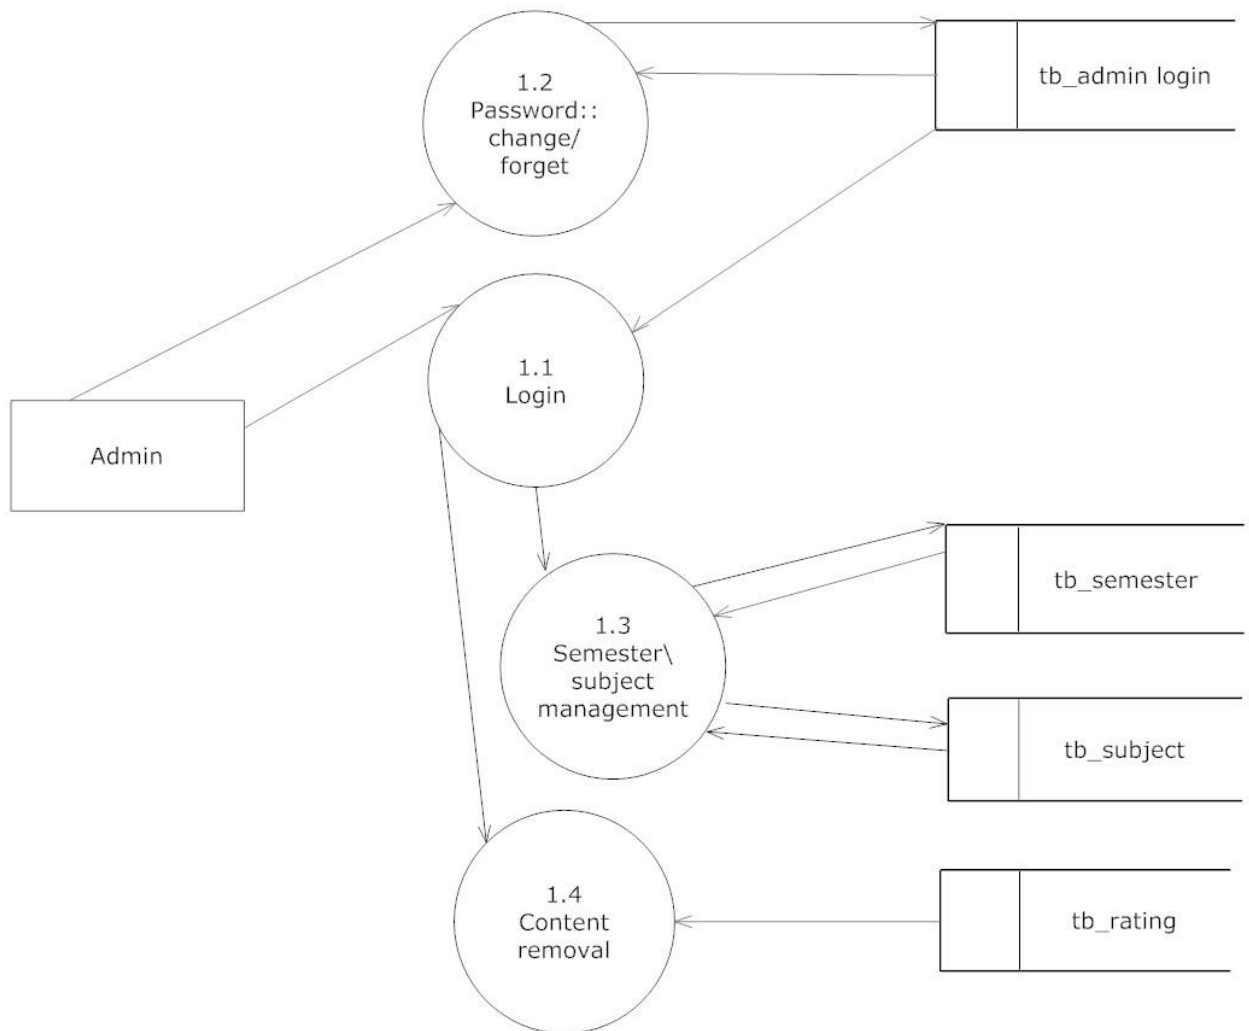 1.2
Password::
change/
forget
tb_admin login
1.1
Login
Admin
1.3
Semester\
subject
management
tb_semester
tb_subject
1.4
Content
removal
tb_rating